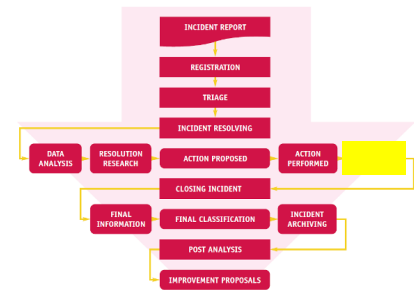 INCIDENT REPORT
REGISTRATION
TRIAGE
INCIDENT RESOLVING
DATA
ANALYSIS
RESOLUTION
RESEARCH
ACTION PROPOSED
ACTION
PERFORMED
CLOSING INCIDENT
FINAL
INFORMATION
FINAL CLASSIFICATION
INCIDENT
ARCHIVING
POST ANALYSIS
IMPROVEMENT PROPOSALS